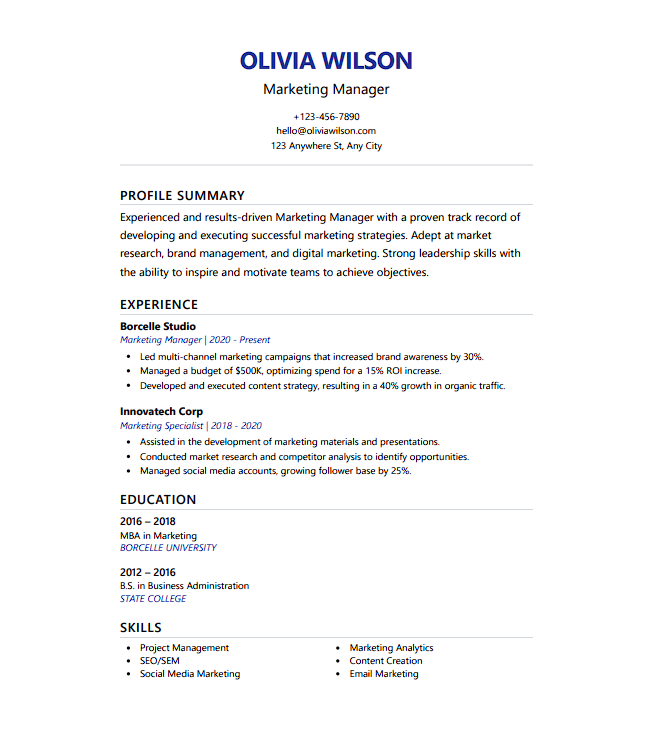 OLIVIA WILSON
Marketing Manager
+123-456-7890
hello@oliviawilson.com
123 Anywhere St, Any City
PROFILE SUMMARY
Experienced and results-driven Marketing Manager with a proven track record of
developing and executing successful marketing strategies. Adept at market
research, brand management, and digital marketing. Strong leadership skills with
the ability to inspire and motivate teams to achieve objectives.
EXPERIENCE
Borcelle Studio
Marketing Manager | 2020 - Present
• Led multi-channel marketing campaigns that increased brand awareness by 30%.
• Managed a budget of $500K, optimizing spend for a 15% ROI increase.
• Developed and executed content strategy, resulting in a 40% growth in organic traffic.
Innovatech Corp
Marketing Specialist | 2018 - 2020
• Assisted in the development of marketing materials and presentations.
• Conducted market research and competitor analysis to identify opportunities.
• Managed social media accounts, growing follower base by 25%.
EDUCATION
2016 – 2018
MBA in Marketing
BORCELLE UNIVERSITY
2012 – 2016
B.S. in Business Administration
STATE COLLEGE
SKILLS
• Project Management
• SEO/SEM
• Social Media Marketing
• Marketing Analytics
• Content Creation
• Email Marketing